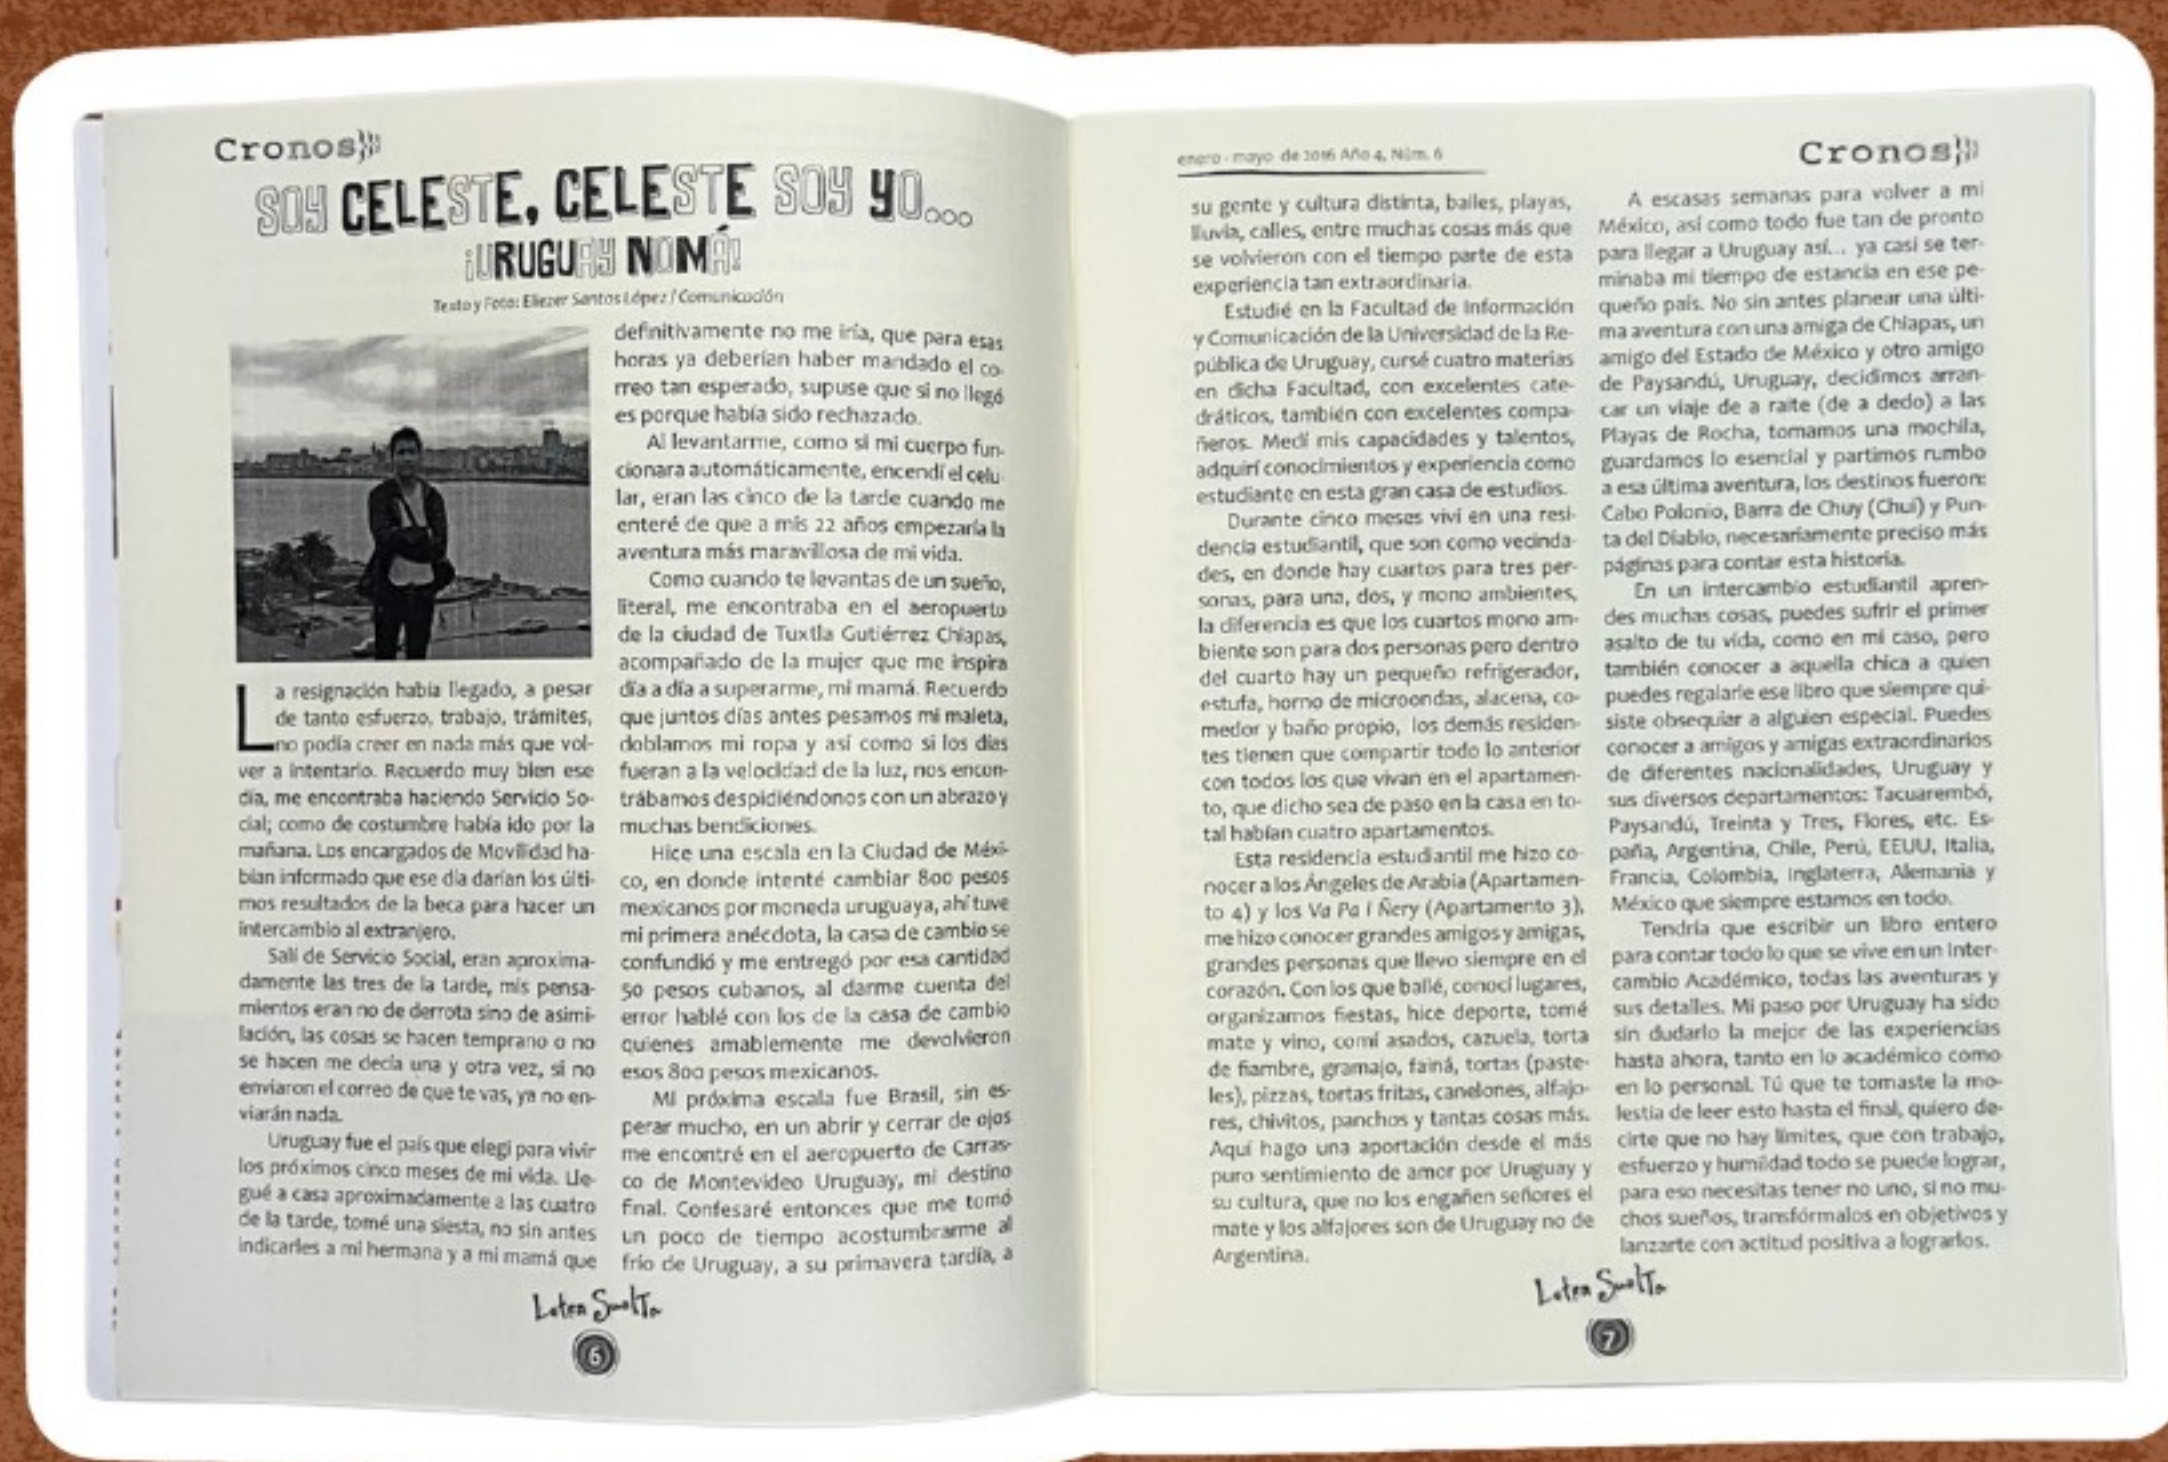 Cronos
SOY CELESTE, CELESTE SOY YO...
¡URUGUAY NOMÁ!
Texto y Foto: Eliezer Santos López / Comunicación
La resignación había llegado, a pesar
de tanto esfuerzo, trabajo, trámites,
no podía creer en nada más que vol-
ver a intentarlo. Recuerdo muy bien ese
día, me encontraba haciendo Servicio So-
cial; como de costumbre había ido por la
mañana. Los encargados de Movilidad ha-
bían informado que ese día darían los últi-
mos resultados de la beca para hacer un
intercambio al extranjero.
Salí de Servicio Social, eran aproxima-
damente las tres de la tarde, mis pensa-
mientos eran no de derrota sino de asimi-
lación, las cosas se hacen temprano o no
se hacen me decía una y otra vez, si no
enviaron el correo de que te vas, ya no en-
viarán nada.
Uruguay fue el país que elegí para vivir
los próximos cinco meses de mi vida. Lle-
gué a casa aproximadamente a las cuatro
de la tarde, tomé una siesta, no sin antes
indicarles a mi hermana y a mi mamá que
definitivamente no me iría, que para esas
horas ya deberían haber mandado el co-
rreo tan esperado, supuse que si no llegó
es porque había sido rechazado.
Al levantarme, como si mi cuerpo fun-
cionara automáticamente, encendí el celu-
lar, eran las cinco de la tarde cuando me
enteré de que a mis 22 años empezaría la
aventura más maravillosa de mi vida.
Como cuando te levantas de un sueño,
literal, me encontraba en el aeropuerto
de la ciudad de Tuxtla Gutiérrez Chiapas,
acompañado de la mujer que me inspira
día a día a superarme, mi mamá. Recuerdo
que juntos días antes pesamos mi maleta,
doblamos mi ropa y así como si los días
fueran a la velocidad de la luz, nos encon-
trábamos despidiéndonos con un abrazo y
muchas bendiciones.
Hice una escala en la Ciudad de Méxi-
co, en donde intenté cambiar 800 pesos
mexicanos por moneda uruguaya, ahí tuve
mi primera anécdota, la casa de cambio se
confundió y me entregó por esa cantidad
50 pesos cubanos, al darme cuenta del
error hablé con los de la casa de cambio
quienes amablemente me devolvieron
esos 800 pesos mexicanos.
Mi próxima escala fue Brasil, sin es-
perar mucho, en un abrir y cerrar de ojos
me encontré en el aeropuerto de Carras-
co de Montevideo Uruguay, mi destino
final. Confesaré entonces que me tomó
un poco de tiempo acostumbrarme al
frío de Uruguay, a su primavera tardía, a
Letra Suelta
6
enero - mayo de 2016 Año 4, Núm. 6
Cronos
su gente y cultura distinta, bailes, playas,
lluvia, calles, entre muchas cosas más que
se volvieron con el tiempo parte de esta
experiencia tan extraordinaria.
Estudié en la Facultad de Información
y Comunicación de la Universidad de la Re-
pública de Uruguay, cursé cuatro materias
en dicha Facultad, con excelentes cate-
dráticos, también con excelentes compa-
ñeros. Medí mis capacidades y talentos,
adquirí conocimientos y experiencia como
estudiante en esta gran casa de estudios.
Durante cinco meses viví en una resi-
dencia estudiantil, que son como vecinda-
des, en donde hay cuartos para tres per-
sonas, para una, dos, y mono ambientes,
la diferencia es que los cuartos mono am-
biente son para dos personas pero dentro
del cuarto hay un pequeño refrigerador,
estufa, horno de microondas, alacena, co-
medor y baño propio, los demás residen-
tes tienen que compartir todo lo anterior
con todos los que vivan en el apartamen-
to, que dicho sea de paso en la casa en to-
tal habían cuatro apartamentos.
Esta residencia estudiantil me hizo co-
nocer a los Ángeles de Arabia (Apartamen-
to 4) y los Va Pa I Ñery (Apartamento 3),
me hizo conocer grandes amigos y amigas,
grandes personas que llevo siempre en el
corazón. Con los que bailé, conocí lugares,
organizamos fiestas, hice deporte, tomé
mate y vino, comí asados, cazuela, torta
de fiambre, gramajo, fainá, tortas (paste-
les), pizzas, tortas fritas, canelones, alfajo-
res, chivitos, panchos y tantas cosas más.
Aquí hago una aportación desde el más
puro sentimiento de amor por Uruguay y
su cultura, que no los engañen señores el
mate y los alfajores son de Uruguay no de
Argentina.
A escasas semanas para volver a mi
México, así como todo fue tan de pronto
para llegar a Uruguay así... ya casi se ter-
minaba mi tiempo de estancia en ese pe-
queño país. No sin antes planear una últi-
ma aventura con una amiga de Chiapas, un
amigo del Estado de México y otro amigo
de Paysandú, Uruguay, decidimos arran-
car un viaje de a raite (de a dedo) a las
Playas de Rocha, tomamos una mochila,
guardamos lo esencial y partimos rumbo
a esa última aventura, los destinos fueron:
Cabo Polonio, Barra de Chuy (Chuí) y Pun-
ta del Diablo, necesariamente preciso más
páginas para contar esta historia.
En un intercambio estudiantil apren-
des muchas cosas, puedes sufrir el primer
asalto de tu vida, como en mi caso, pero
también conocer a aquella chica a quien
puedes regalarle ese libro que siempre qui-
siste obsequiar a alguien especial. Puedes
conocer a amigos y amigas extraordinarios
de diferentes nacionalidades, Uruguay y
sus diversos departamentos: Tacuarembó,
Paysandú, Treinta y Tres, Flores, etc. Es-
paña, Argentina, Chile, Perú, EEUU, Italia,
Francia, Colombia, Inglaterra, Alemania y
México que siempre estamos en todo.
Tendría que escribir un libro entero
para contar todo lo que se vive en un Inter-
cambio Académico, todas las aventuras y
sus detalles. Mi paso por Uruguay ha sido
sin dudarlo la mejor de las experiencias
hasta ahora, tanto en lo académico como
en lo personal. Tú que te tomaste la mo-
lestia de leer esto hasta el final, quiero de-
cirte que no hay límites, que con trabajo,
esfuerzo y humildad todo se puede lograr,
para eso necesitas tener no uno, si no mu-
chos sueños, transfórmalos en objetivos y
lanzarte con actitud positiva a lograrlos.
Letra Suelta
7